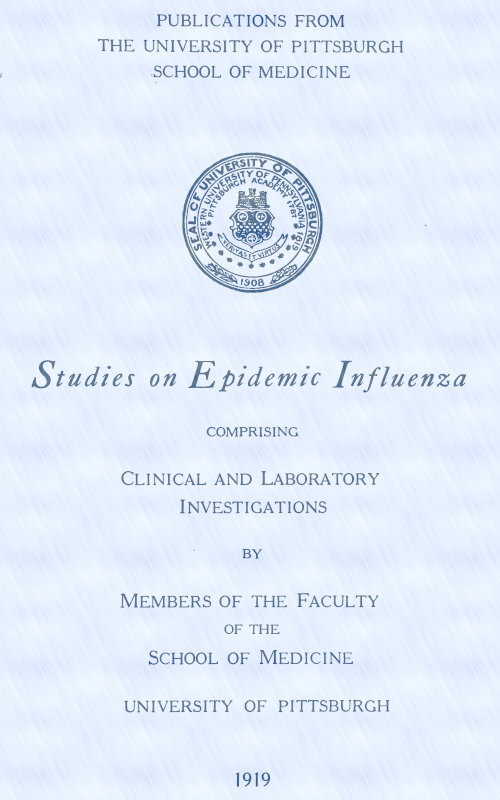 PUBLICATIONS FROM
THE UNIVERSITY OF PITTSBURGH
SCHOOL OF MEDICINE
SEAL OF UNIVERSITY OF PITTSBURGH
WESTERN UNIVERSITY OF PENNSYLVANIA 1819
PITTSBURGH ACADEMY 1787
VERITAS ET VIRTUS
1908
Studies on Epidemic Influenza
COMPRISING
CLINICAL AND LABORATORY
INVESTIGATIONS
BY
MEMBERS OF THE FACULTY
OF THE
SCHOOL OF MEDICINE
UNIVERSITY OF PITTSBURGH
1919